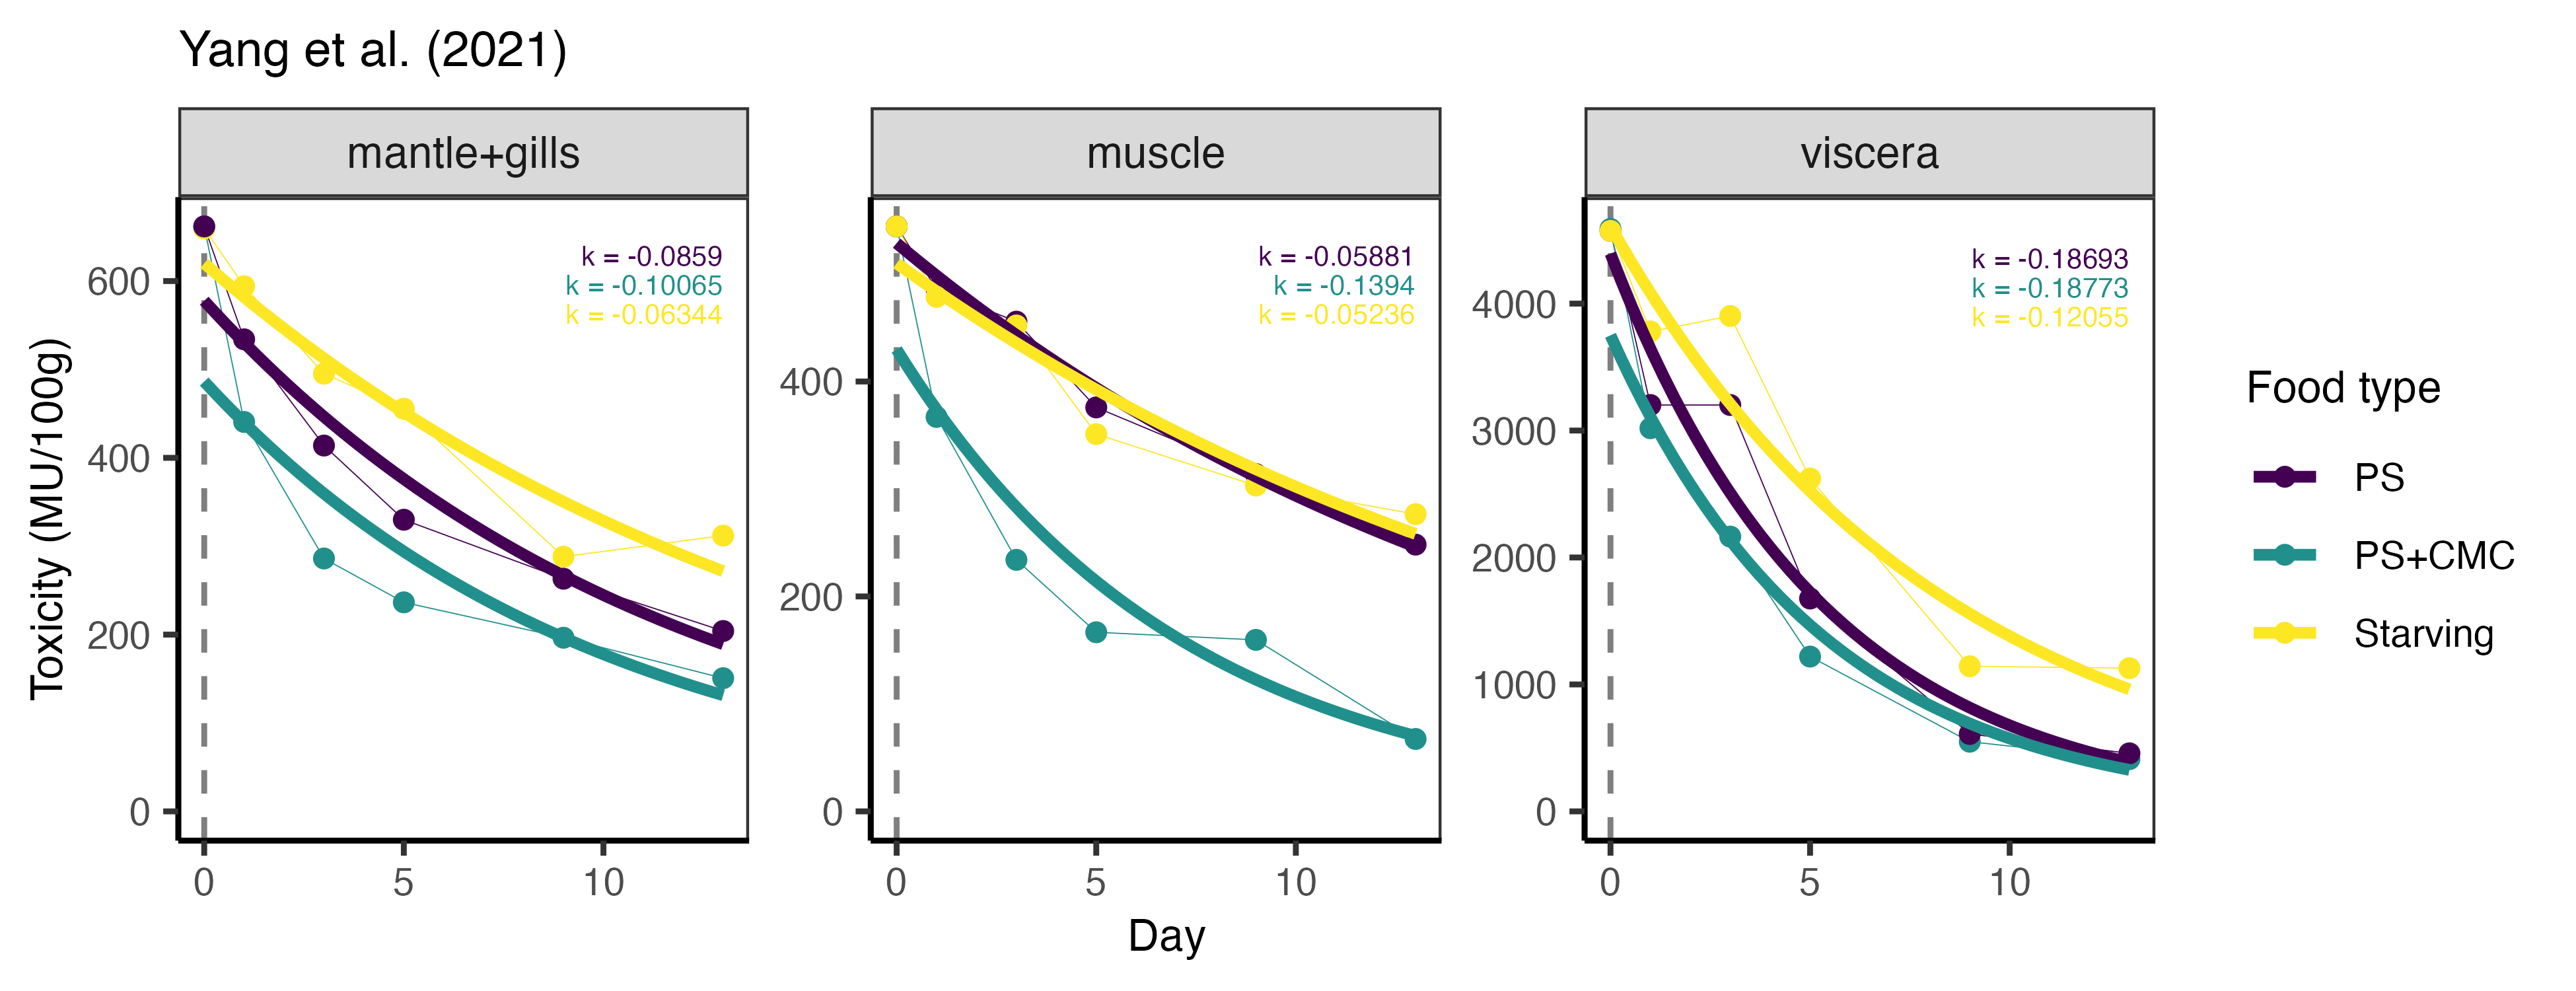 Yang et al. (2021)
mantle+gills
muscle
viscera
k = -0.0859
k = -0.10065
k = -0.06344
k = -0.05881
k = -0.1394
k = -0.05236
k = -0.18693
k = -0.18773
k = -0.12055
Toxicity (MU/100g)
600
400
200
0
400
200
0
4000
3000
2000
1000
0
0 5 10
0 5 10
0 5 10
Day
Food type
PS
PS+CMC
Starving